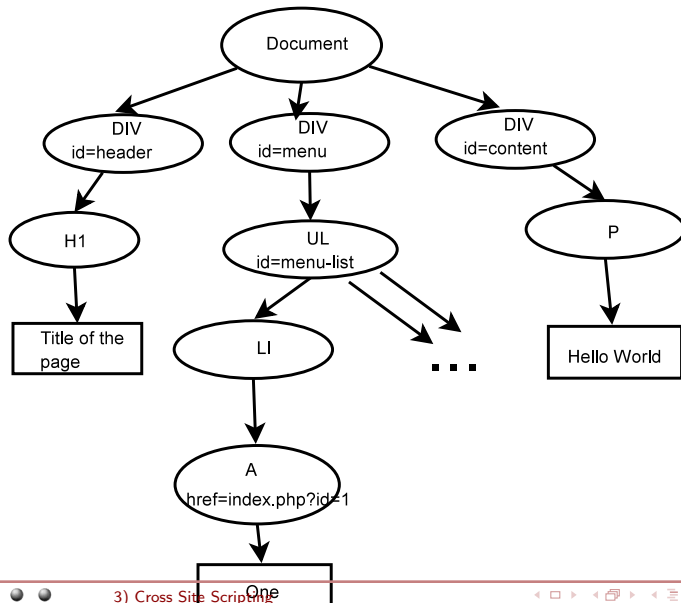 Document
DIV
id=header
DIV
id=menu
DIV
id=content
H1
UL
id=menu-list
P
Title of the
page
LI
...
Hello World
A
href=index.php?id=1
One
3) Cross Site Scripting